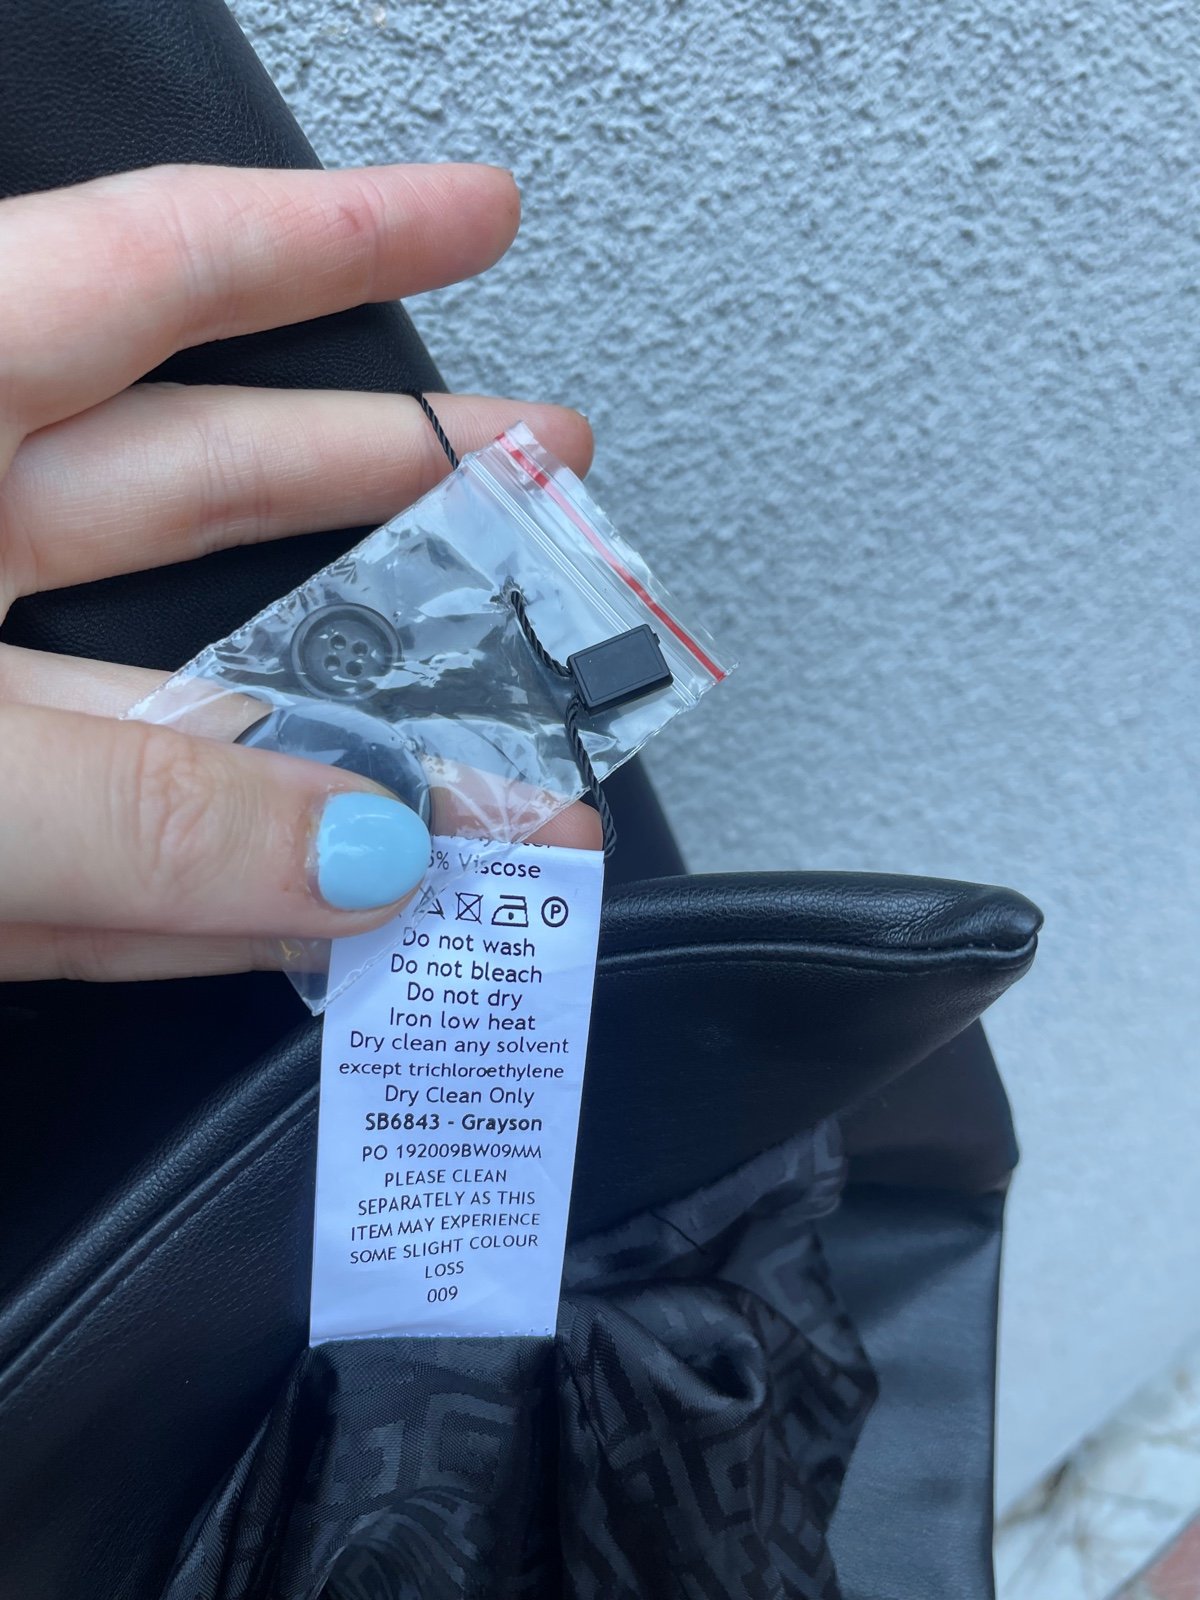 % Viscose
P
Do not wash
Do not bleach
Do not dry
Iron low heat
Dry clean any solvent
except trichloroethylene
Dry Clean Only
SB6843 - Grayson
PO 192009BW09MM
PLEASE CLEAN
SEPARATELY AS THIS
ITEM MAY EXPERIENCE
SOME SLIGHT COLOUR
LOSS
009